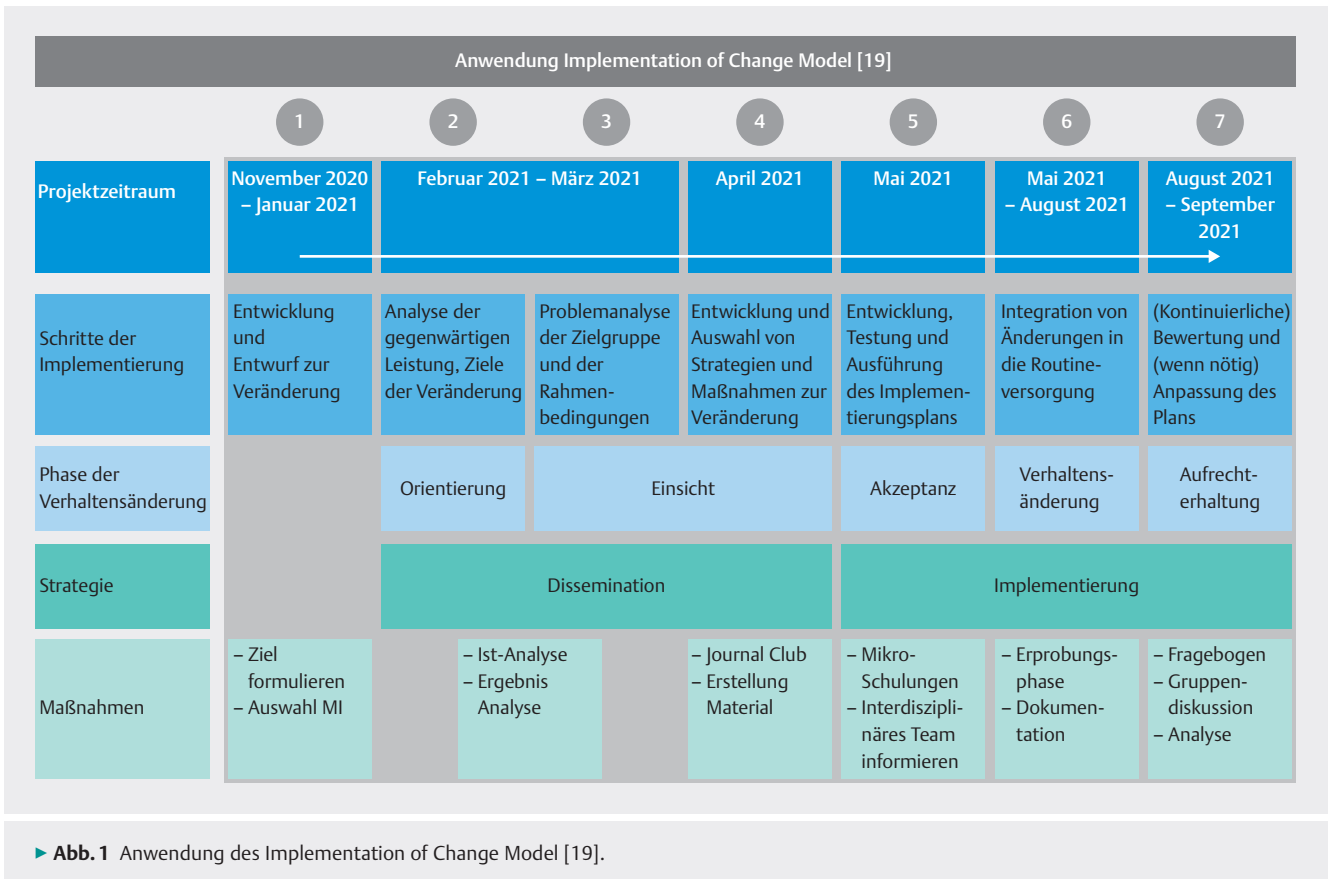 Anwendung Implementation of Change Model [19]
1
2
3
4
5
6
7
Projektzeitraum
November 2020
– Januar 2021
Februar 2021 – März 2021
April 2021
Mai 2021
Mai 2021
– August 2021
August 2021
– September
2021
Schritte der
Implementierung
Entwicklung
und
Entwurf zur
Veränderung
Analyse der
gegenwärtigen
Leistung, Ziele
der Veränderung
Problemanalyse
der Zielgruppe
und der
Rahmen-
bedingungen
Entwicklung und
Auswahl von
Strategien und
Maßnahmen zur
Veränderung
Entwicklung,
Testung und
Ausführung
des Implemen-
tierungsplans
Integration von
Änderungen in
die Routine-
versorgung
(Kontinuierliche)
Bewertung und
(wenn nötig)
Anpassung des
Plans
Phase der
Verhaltensänderung
Orientierung
Einsicht
Akzeptanz
Verhaltens-
änderung
Aufrecht-
erhaltung
Strategie
Dissemination
Implementierung
Maßnahmen
– Ziel
formulieren
– Auswahl MI
– Ist-Analyse
– Ergebnis
Analyse
– Journal Club
– Erstellung
Material
– Mikro-
Schulungen
– Interdiszipli-
näres Team
informieren
– Erprobungs-
phase
– Dokumen-
tation
– Fragebogen
– Gruppen-
diskussion
– Analyse
► Abb. 1 Anwendung des Implementation of Change Model [19].